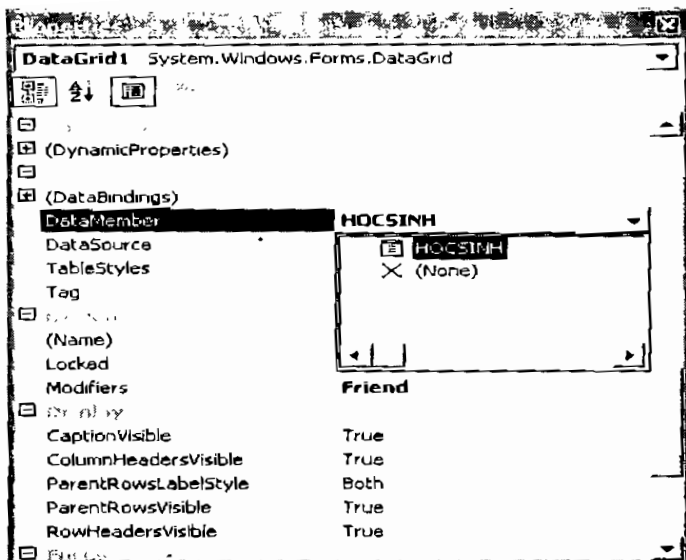 DataGrid1 System.Windows.Forms.DataGrid
(DynamicProperties)
(DataBindings)
DataMember HOCSINH
DataSource HOCSINH
TableStyles (None)
Tag
(Name)
Locked
Modifiers Friend
Display
CaptionVisible True
ColumnHeadersVisible True
ParentRowsLabelStyle Both
ParentRowsVisible True
RowHeadersVisible True